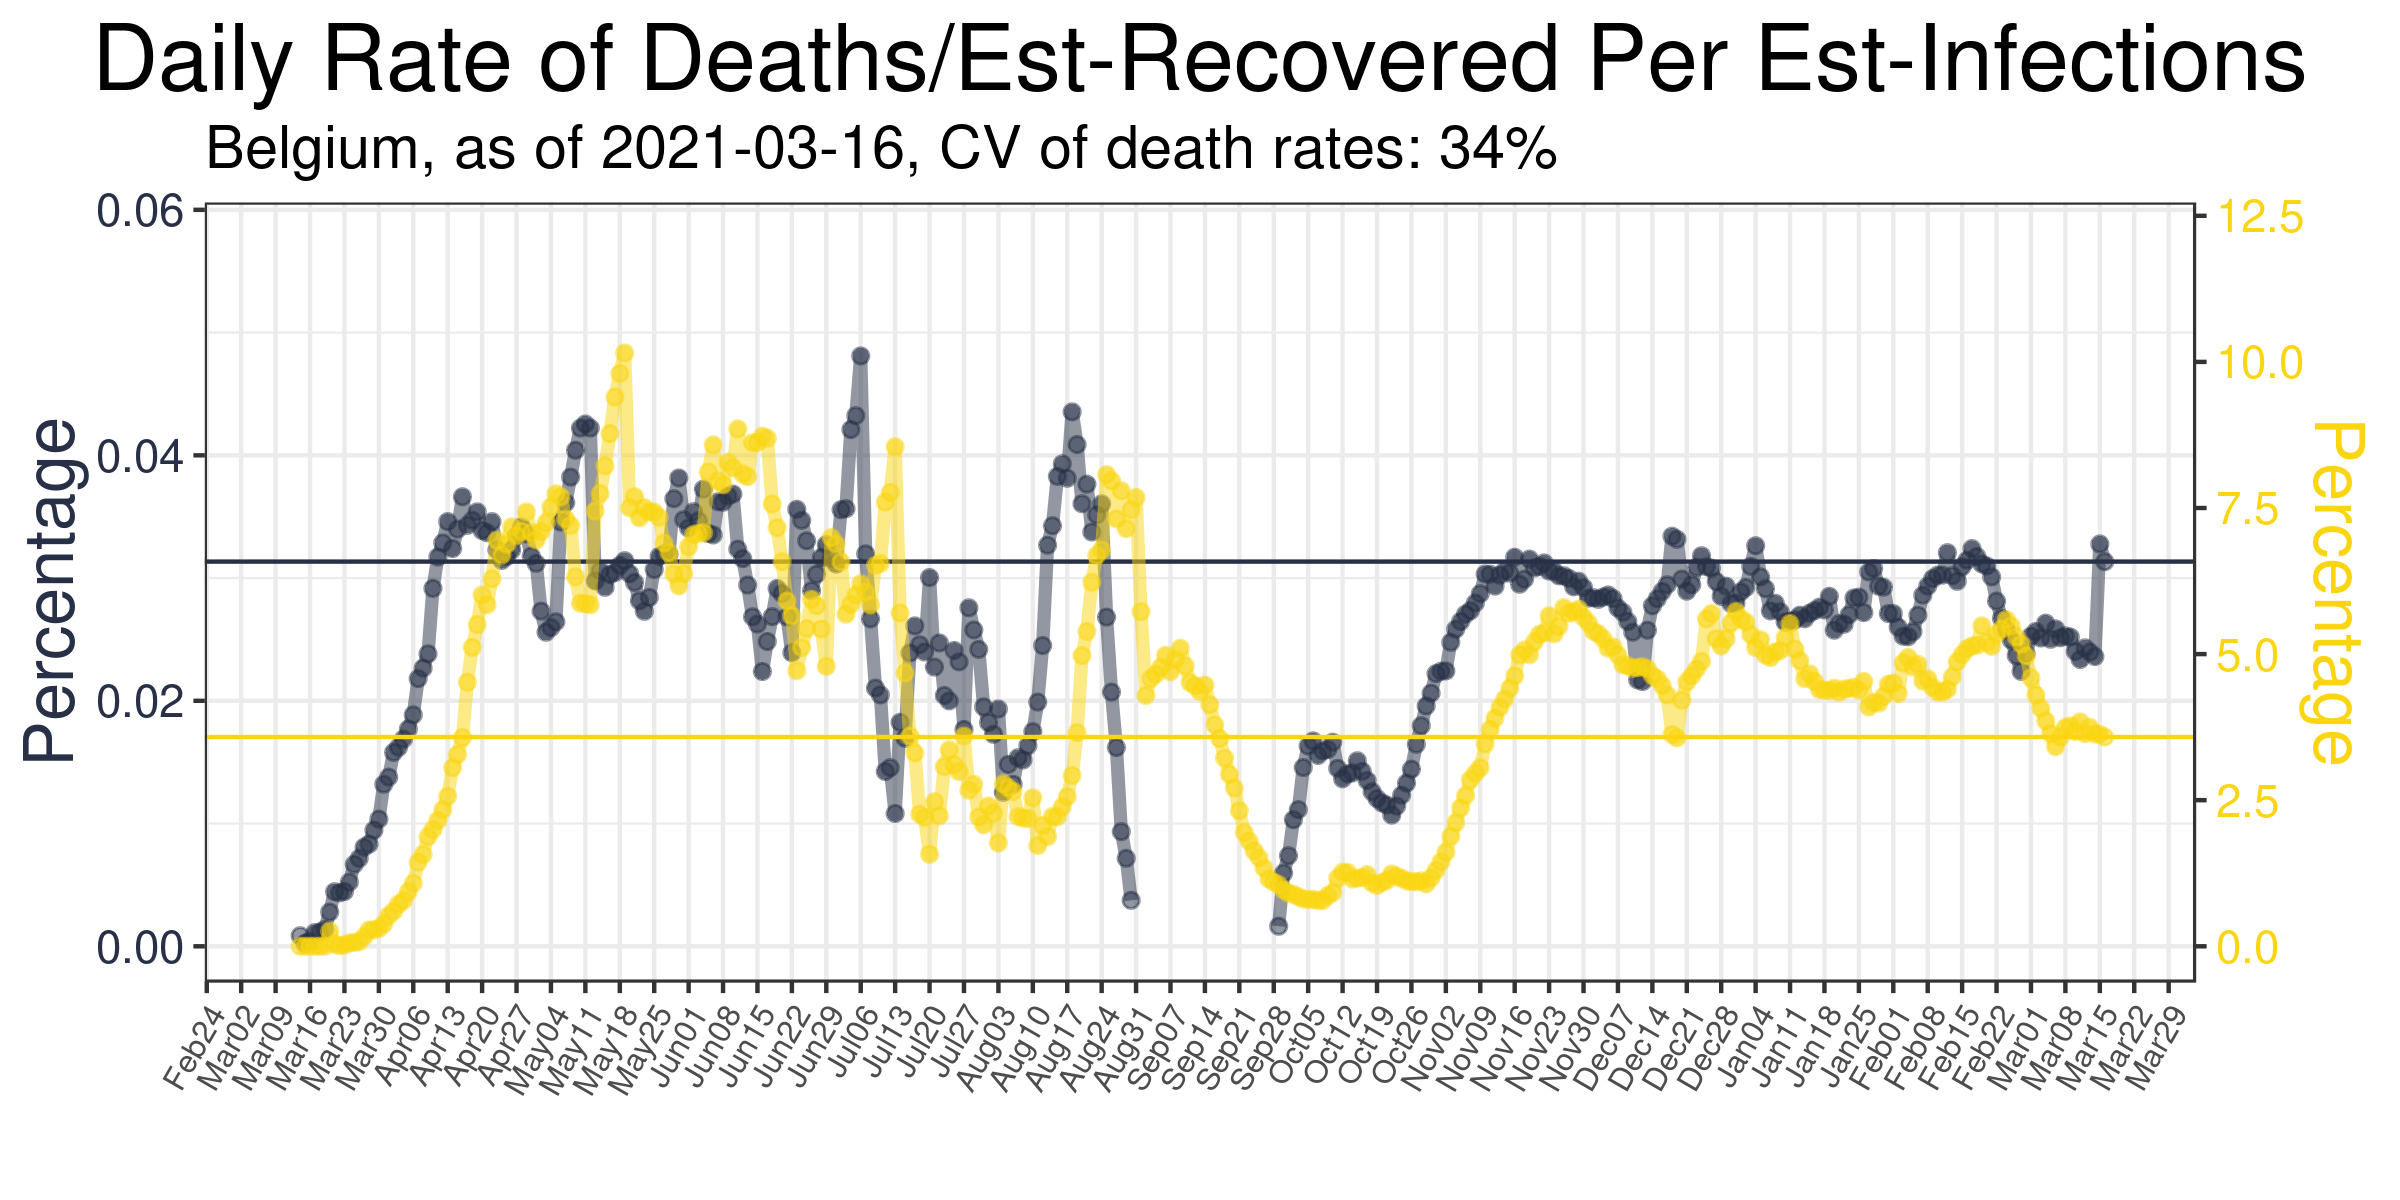 Daily Rate of Deaths/Est-Recovered Per Est-Infections
Belgium, as of 2021-03-16, CV of death rates: 34%
Percentage
0.06
0.04
0.02
0.00
12.5
10.0
7.5
5.0
2.5
0.0
Percentage
Feb24
Mar02
Mar09
Mar16
Mar23
Mar30
Apr06
Apr13
Apr20
Apr27
May04
May11
May18
May25
Jun01
Jun08
Jun15
Jun22
Jun29
Jul06
Jul13
Jul20
Jul27
Aug03
Aug10
Aug17
Aug24
Aug31
Sep07
Sep14
Sep21
Sep28
Oct05
Oct12
Oct19
Oct26
Nov02
Nov09
Nov16
Nov23
Nov30
Dec07
Dec14
Dec21
Dec28
Jan04
Jan11
Jan18
Jan25
Feb01
Feb08
Feb15
Feb22
Mar01
Mar08
Mar15
Mar22
Mar29